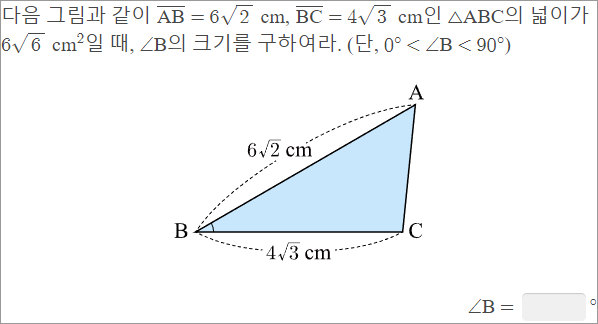 다음 그림과 같이 AB = 6√2 cm, BC = 4√3 cm인 △ABC의 넓이가
6√6 cm²일 때, ∠B의 크기를 구하여라. (단, 0° < ∠B < 90°)
A
6√2 cm
B
C
4√3 cm
∠B = °